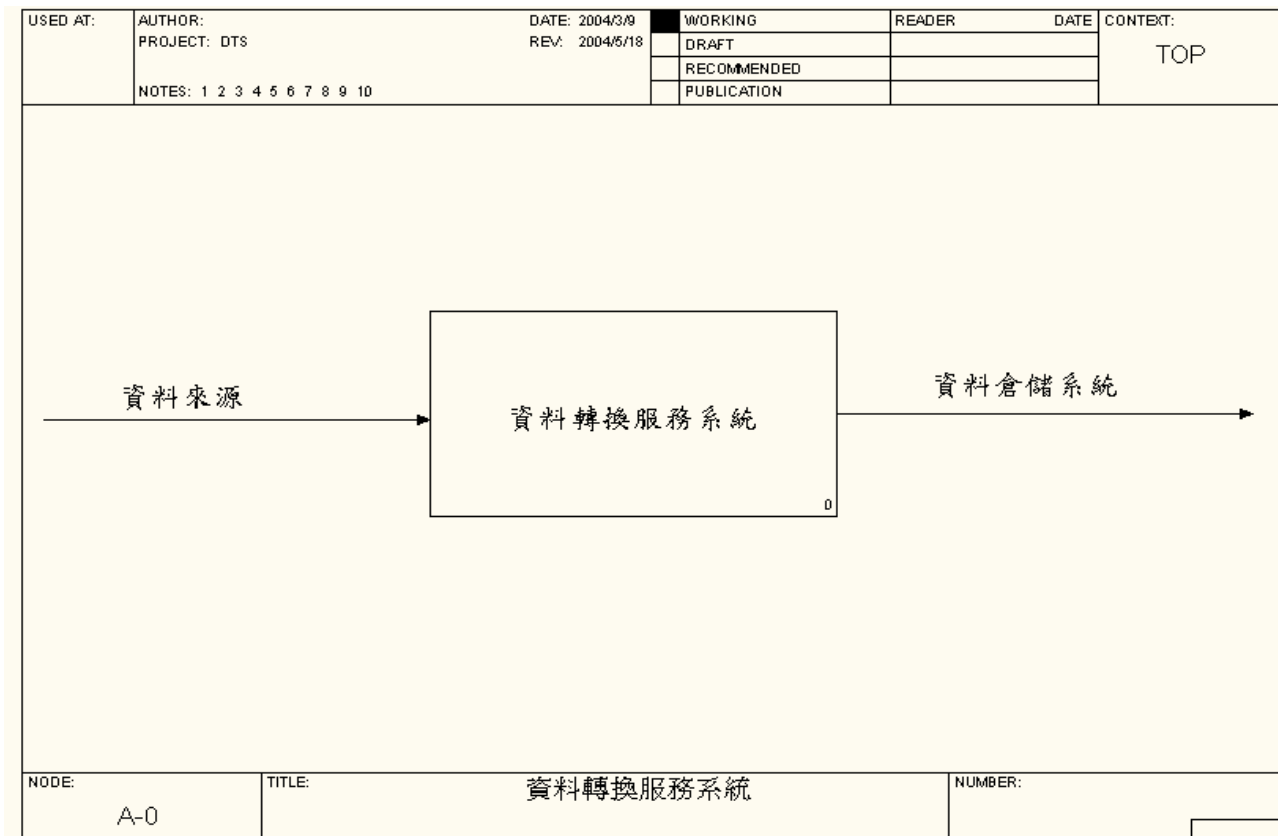 USED AT:
AUTHOR:
DATE: 2004/3/9
WORKING
READER
DATE
CONTEXT:
PROJECT: DTS
REV: 2004/5/18
DRAFT
TOP
RECOMMENDED
NOTES: 1 2 3 4 5 6 7 8 9 10
PUBLICATION
資料來源
資料轉換服務系統
0
資料倉儲系統
NODE:
A-0
TITLE:
資料轉換服務系統
NUMBER: